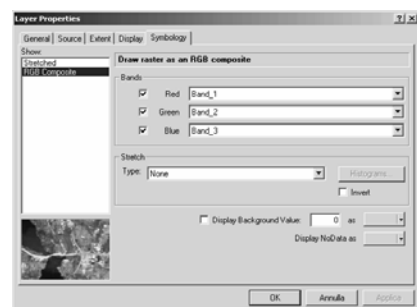 Layer Properties
General Source Extent Display Symbology
Show:
Stretched
RGB Composite
Draw raster as an RGB composite
Bands
Red Band_1
Green Band_2
Blue Band_3
Stretch
Type: None Histograms...
Invert
Display Background Value: 0 as
Display NoData as
OK Annulla Applica